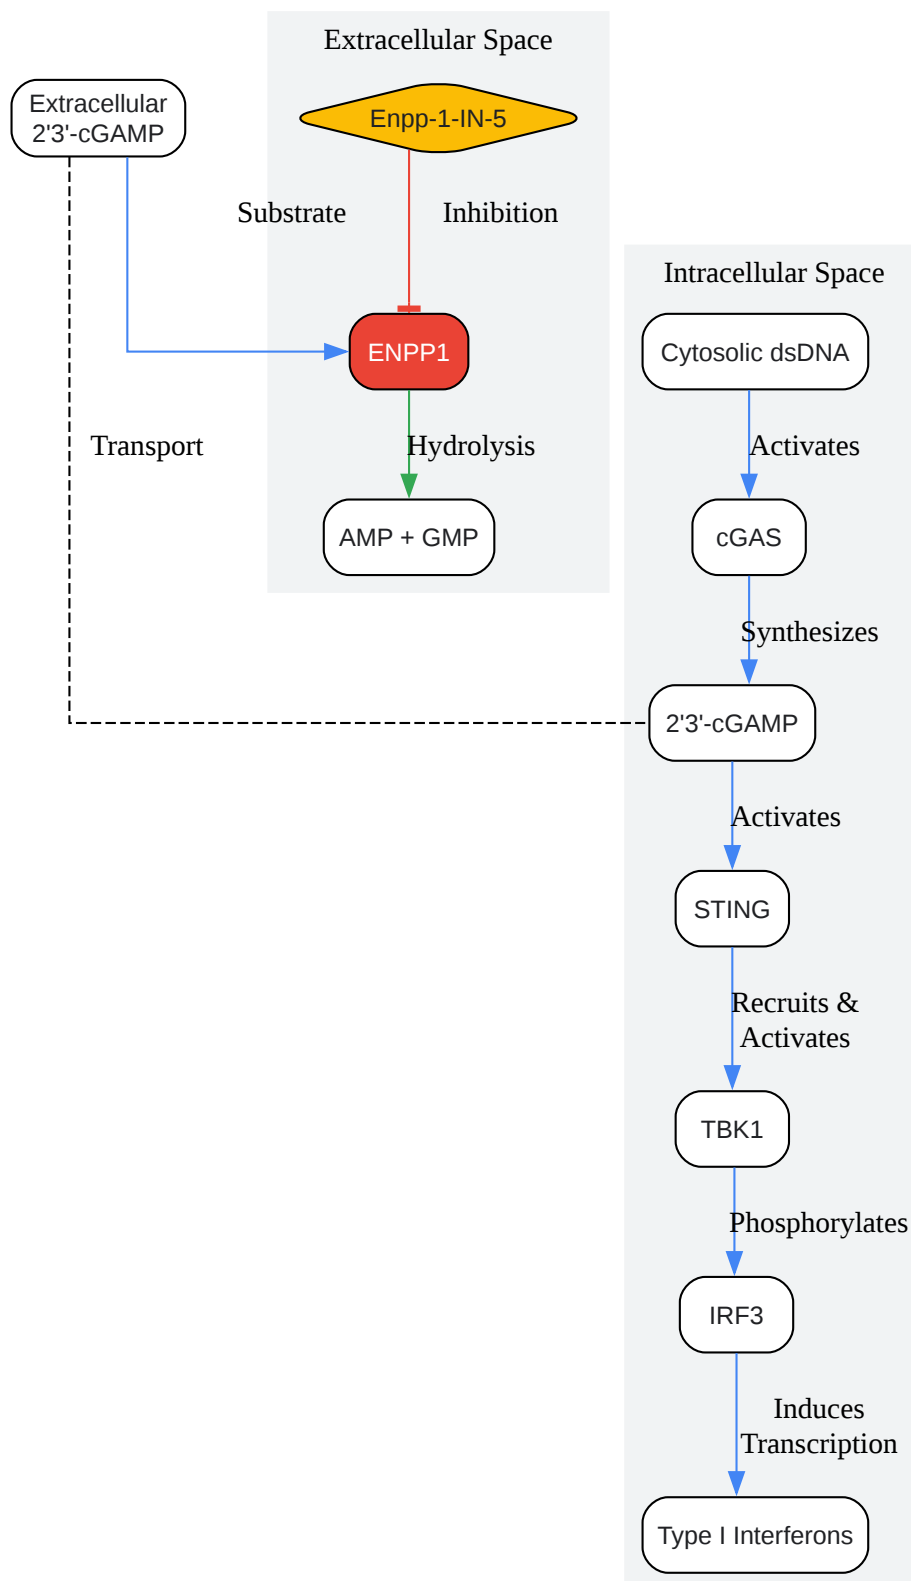 Extracellular Space
Extracellular
2'3'-cGAMP
Enpp-1-IN-5
Substrate
Inhibition
Intracellular Space
ENPP1
Cytosolic dsDNA
Transport
Hydrolysis
Activates
AMP + GMP
cGAS
Synthesizes
2'3'-cGAMP
Activates
STING
Recruits &
Activates
TBK1
Phosphorylates
IRF3
Induces
Transcription
Type I Interferons